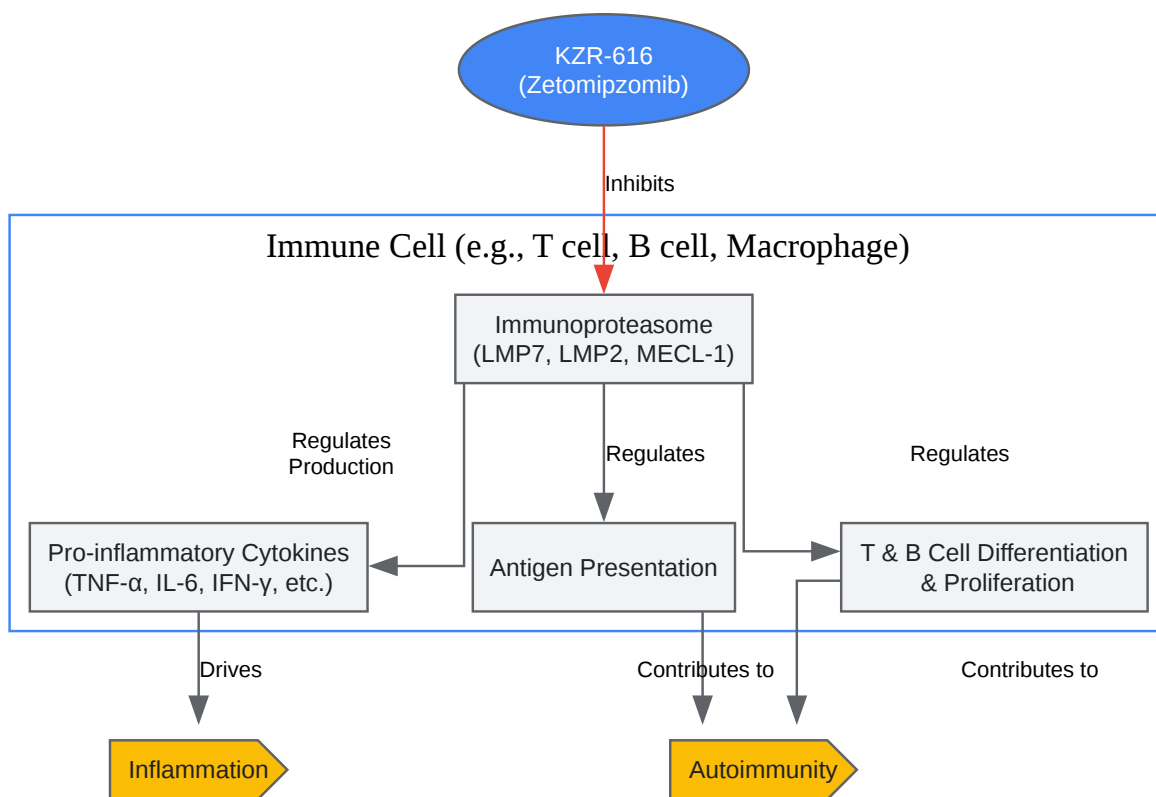 KZR-616
(Zetomipzomib)
Inhibits
Immune Cell (e.g., T cell, B cell, Macrophage)
Immunoproteasome
(LMP7, LMP2, MECL-1)
Regulates
Production
Regulates
Regulates
Pro-inflammatory Cytokines
(TNF-α, IL-6, IFN-γ, etc.)
Antigen Presentation
T & B Cell Differentiation
& Proliferation
Drives
Contributes to
Contributes to
Inflammation
Autoimmunity